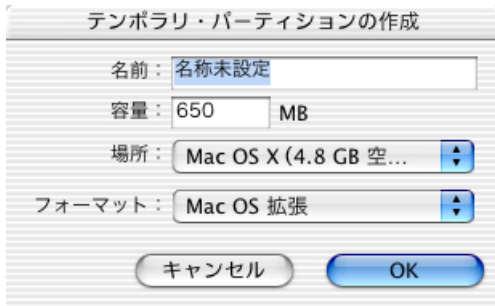 テンポラリ・パーティションの作成
名前： 名称未設定
容量： 650 MB
場所： Mac OS X (4.8 GB 空...
フォーマット： Mac OS 拡張
キャンセル OK